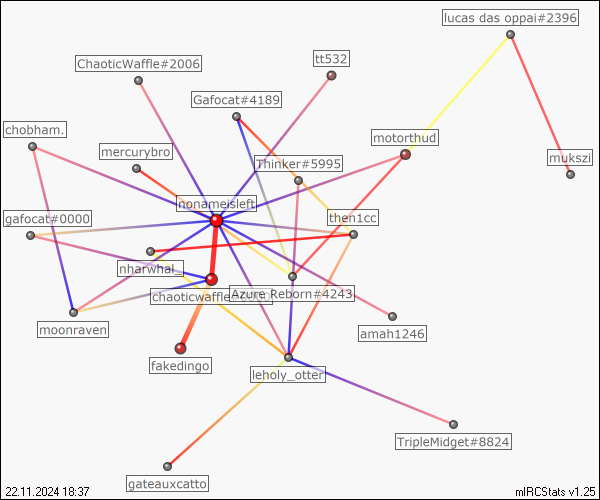 lucas das oppai#2396
ChaoticWaffle#2006
tt532
Gafocat#4189
chobham.
motorthud
mercurybro
Thinker#5995
mukszi
nonameisleft
gafocat#0000
then1cc
nharwhal_
Azure Reborn#4243
moonraven
amah1246
fakedingo
leholy_otter
TripleMidget#8824
gateauxcatto
22.11.2024 18:37
mIRCStats v1.25